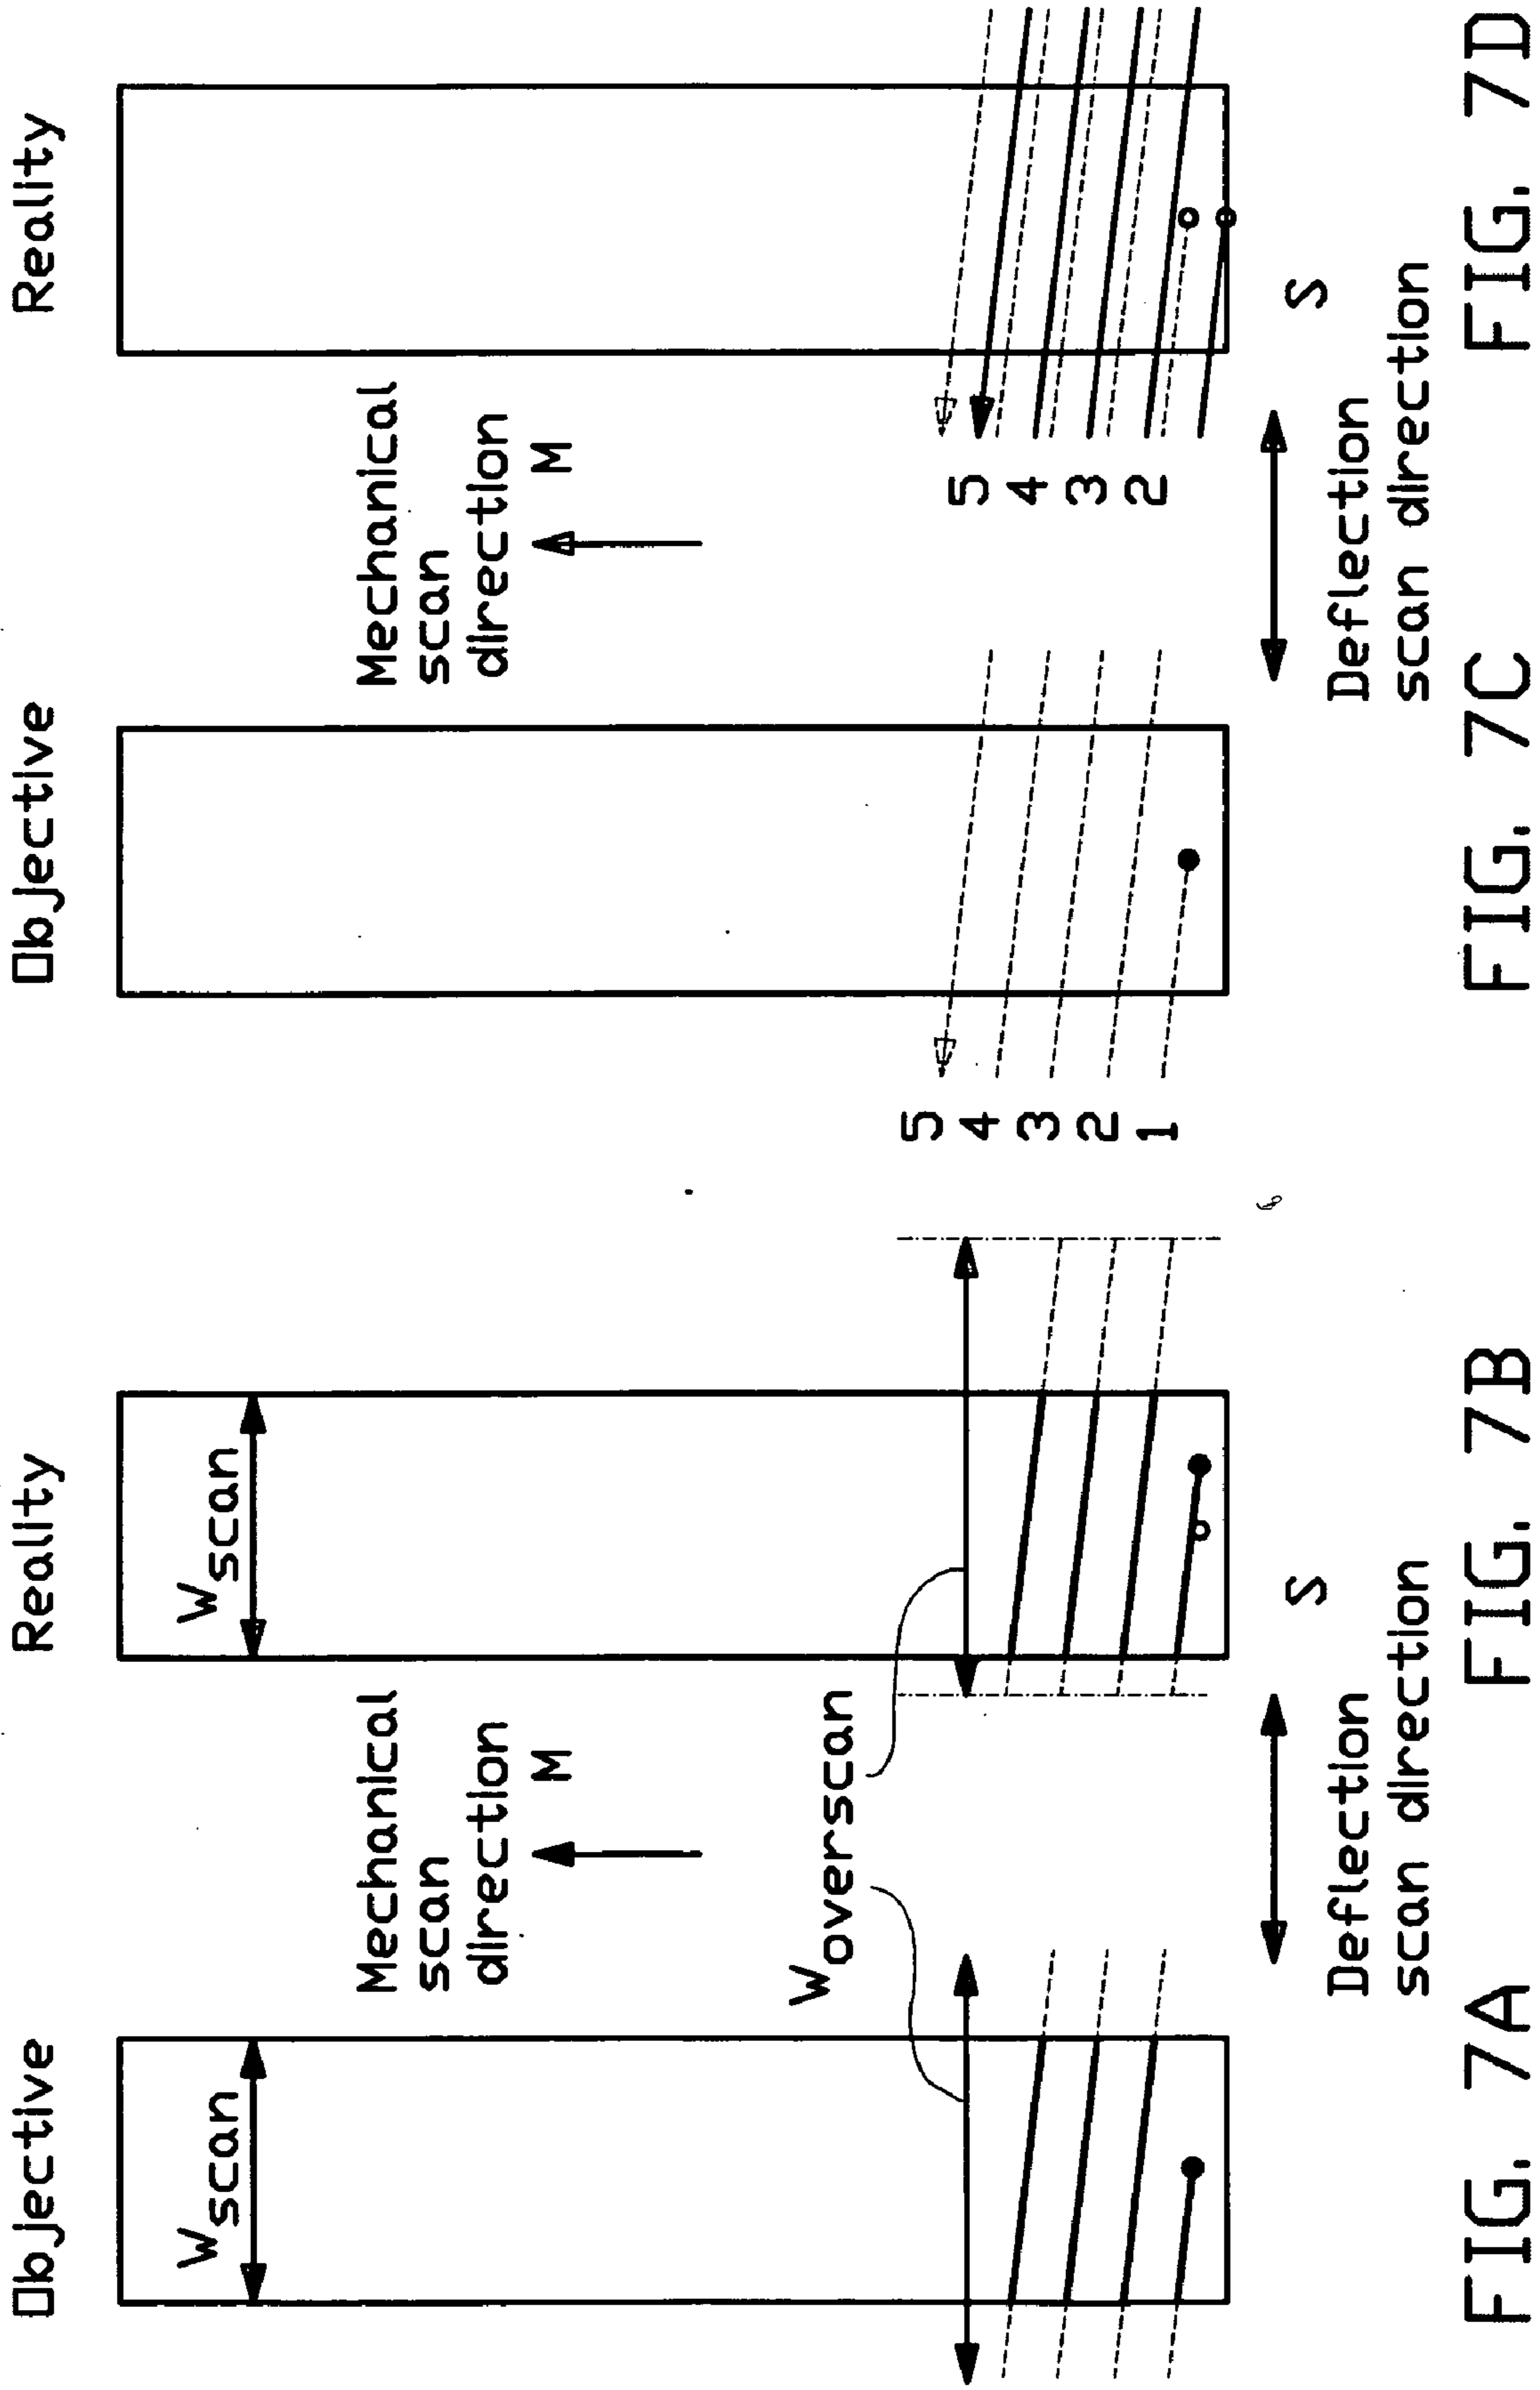 Objective
Reality
Objective
Reality
Wscan
Wscan
Mechanical
scan
direction
M
Mechanical
scan
direction
M
Woverscan
5
4
3
2
1
5
4
3
2
S
S
Deflection
scan direction
Deflection
scan direction
FIG. 7A
FIG. 7B
FIG. 7C
FIG. 7D